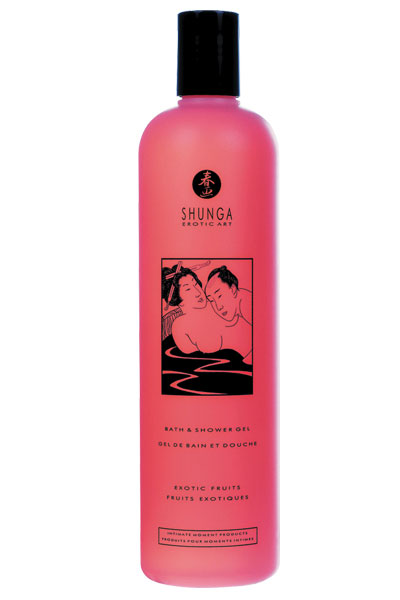 春
山
SHUNGA
EROTIC ART
BATH & SHOWER GEL
GEL DE BAIN ET DOUCHE
EROTIC FRUITS
FRUITS EXOTIQUES
INTIMATE MOMENT PRODUCTS
PRODUITS POUR MOMENTS INTIMES